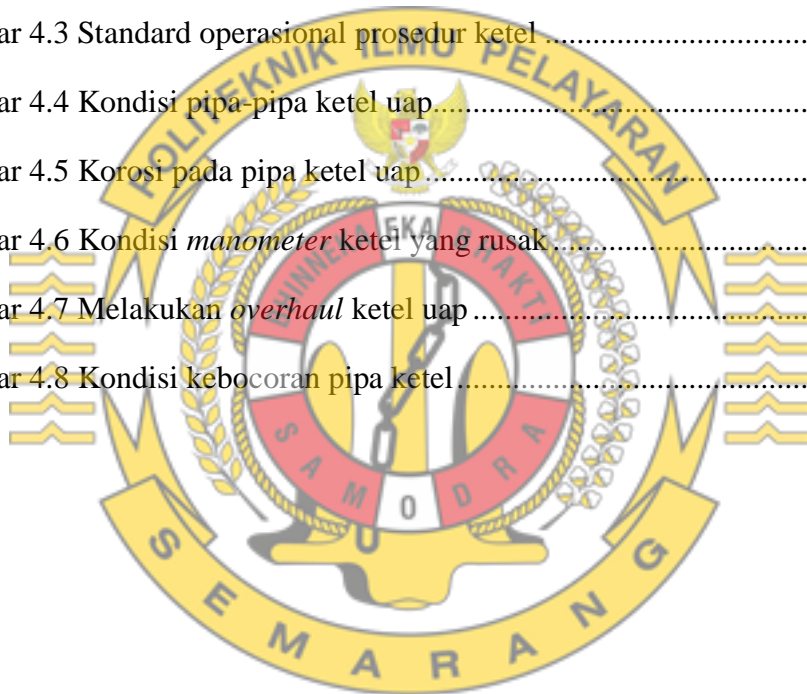 ar 4.3 Standard operasional prosedur ketel ....................................
ar 4.4 Kondisi pipa-pipa ketel uap....................................................
ar 4.5 Korosi pada pipa ketel uap ....................................................
ar 4.6 Kondisi manometer ketel yang rusak ....................................
ar 4.7 Melakukan overhaul ketel uap ..............................................
ar 4.8 Kondisi kebocoran pipa ketel ................................................
POLITEKNIK ILMU PELAYARAN
BHINNEKA EKA BHAKTI
SAMODRA
SEMARANG